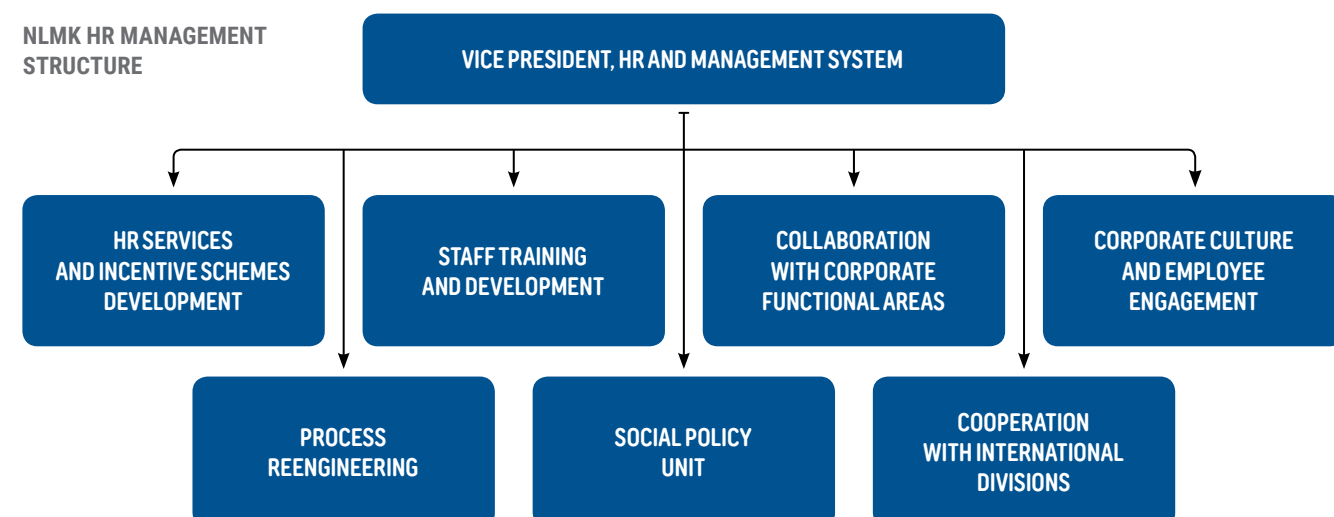 NLMK HR MANAGEMENT
STRUCTURE
VICE PRESIDENT, HR AND MANAGEMENT SYSTEM
HR SERVICES
AND INCENTIVE SCHEMES
DEVELOPMENT
STAFF TRAINING
AND DEVELOPMENT
COLLABORATION
WITH CORPORATE
FUNCTIONAL AREAS
CORPORATE CULTURE
AND EMPLOYEE
ENGAGEMENT
PROCESS
REENGINEERING
SOCIAL POLICY
UNIT
COOPERATION
WITH INTERNATIONAL
DIVISIONS